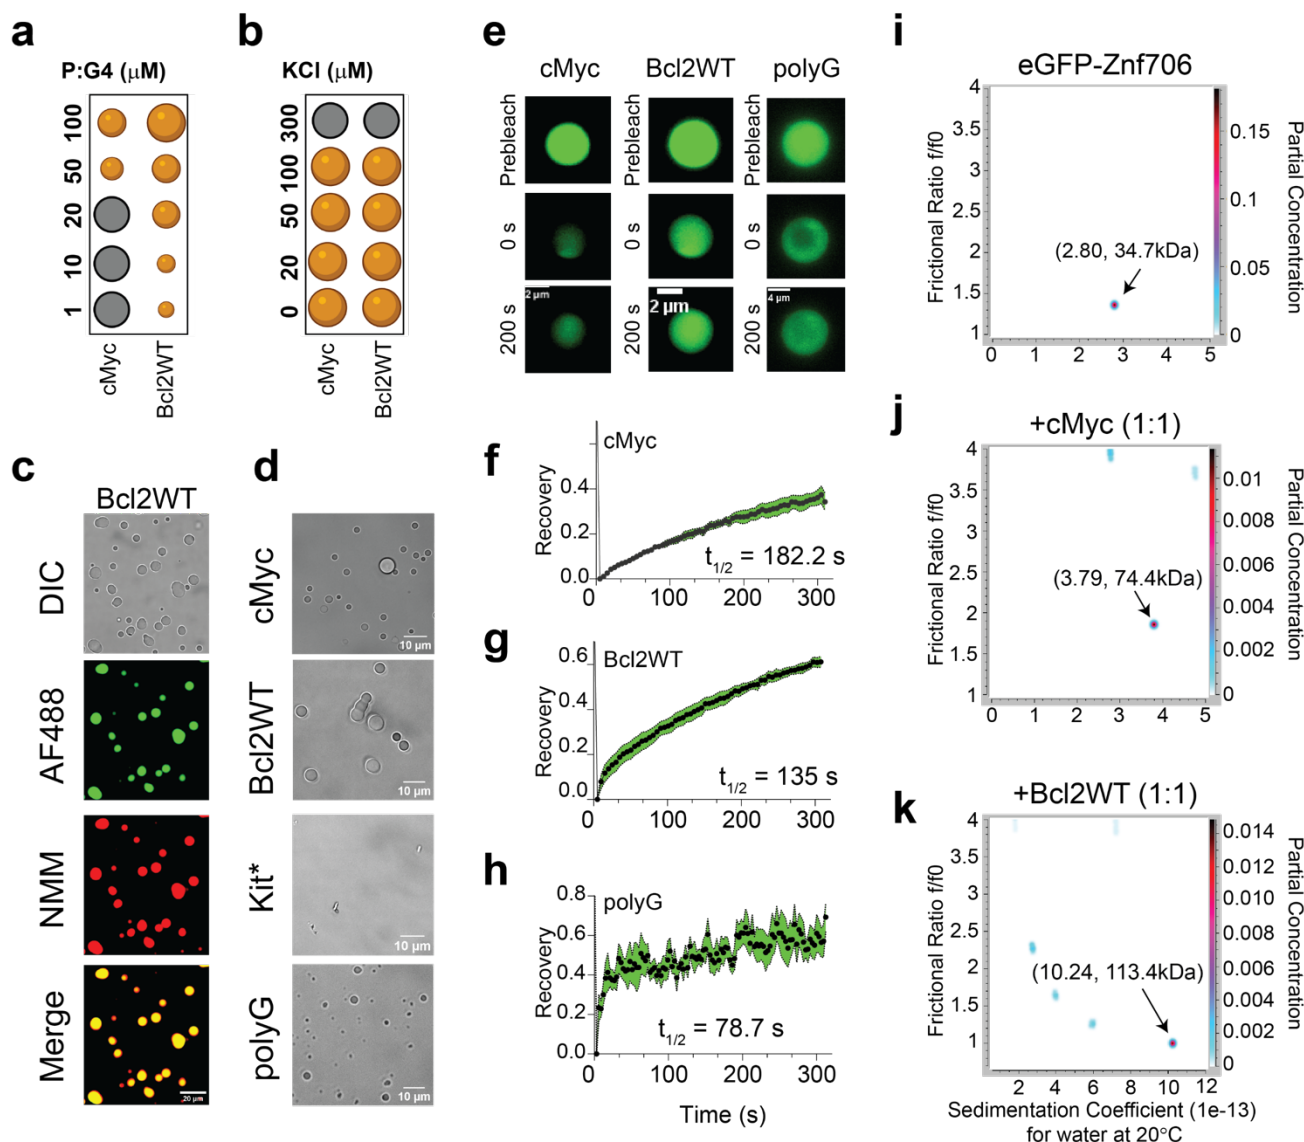 a
P:G4 (μM)
100
50
20
10
1
cMyc
Bcl2WT
b
KCl (μM)
300
100
50
20
0
cMyc
Bcl2WT
c
Bcl2WT
DIC
AF488
NMM
Merge
20 μm
d
cMyc
10 μm
Bcl2WT
10 μm
Kit*
10 μm
polyG
10 μm
e
cMyc
Bcl2WT
polyG
Prebleach
Prebleach
Prebleach
0 s
0 s
0 s
200 s
2 μm
200 s
2 μm
200 s
4 μm
f
cMyc
Recovery
0.4
0.2
0.0
t1/2 = 182.2 s
0
100
200
300
g
Bcl2WT
Recovery
0.6
0.4
0.2
0
t1/2 = 135 s
0
100
200
300
h
polyG
Recovery
0.8
0.6
0.4
0.2
0.0
t1/2 = 78.7 s
0
100
200
300
Time (s)
i
eGFP-Znf706
Frictional Ratio f/f0
4
3.5
3
2.5
2
1.5
1
(2.80, 34.7kDa)
0 1 2 3 4 5
0.15
0.1
0.05
0
Partial Concentration
j
+cMyc (1:1)
Frictional Ratio f/f0
4
3.5
3
2.5
2
1.5
1
(3.79, 74.4kDa)
0 1 2 3 4 5
0.01
0.008
0.006
0.004
0.002
0
Partial Concentration
k
+Bcl2WT (1:1)
Frictional Ratio f/f0
4
3.5
3
2.5
2
1.5
1
(10.24, 113.4kDa)
2 4 6 8 10 12
0.014
0.012
0.01
0.008
0.006
0.004
0.002
0
Partial Concentration
Sedimentation Coefficient (1e-13)
for water at 20°C